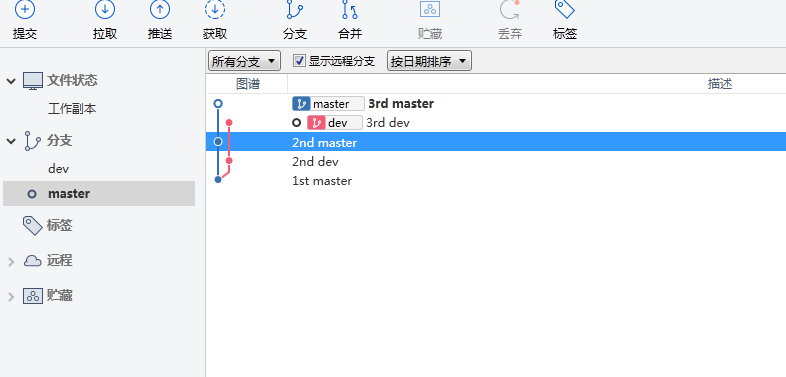 提交 拉取 推送 获取 分支 合并 贮藏 丢弃 标签
所有分支 显示远程分支 按日期排序
图谱 描述
文件状态
工作副本
分支
dev
master
标签
远程
贮藏
master 3rd master
dev 3rd dev
2nd master
2nd dev
1st master